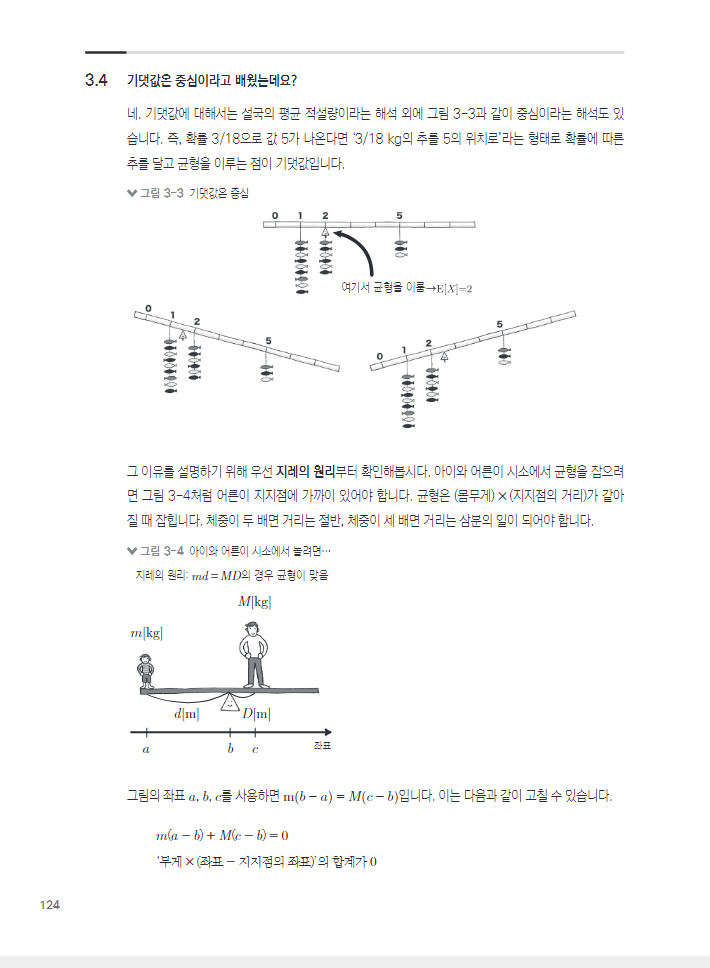 3.4 기댓값은 중심이라고 배웠는데요?
네. 기댓값에 대해서는 설국의 평균 적설량이라는 해석 외에 그림 3-3과 같이 중심이라는 해석도 있
습니다. 즉, 확률 3/18으로 값 5가 나온다면 ‘3/18 kg의 추를 5의 위치로’라는 형태로 확률에 따른
추를 달고 균형을 이루는 점이 기댓값입니다.
그림 3-3 기댓값은 중심
0 1 2 5
여기서 균형을 이룸→E[X]=2
0 1 2 5
0 1 2 5
그 이유를 설명하기 위해 우선 지레의 원리부터 확인해봅시다. 아이와 어른이 시소에서 균형을 잡으려
면 그림 3-4처럼 어른이 지지점에 가까이 있어야 합니다. 균형은 (몸무게)×(지지점의 거리)가 같아
질 때 잡힙니다. 체중이 두 배면 거리는 절반, 체중이 세 배면 거리는 삼분의 일이 되어야 합니다.
그림 3-4 아이와 어른이 시소에서 놀려면…
지레의 원리: md = MD의 경우 균형이 맞음
M[kg]
m[kg]
d[m] D[m]
a b c 좌표
그림의 좌표 a, b, c를 사용하면 m(b − a) = M(c − b)입니다. 이는 다음과 같이 고칠 수 있습니다.
m(a − b) + M(c − b) = 0
‘무게 × (좌표 − 지지점의 좌표)’의 합계가 0
124